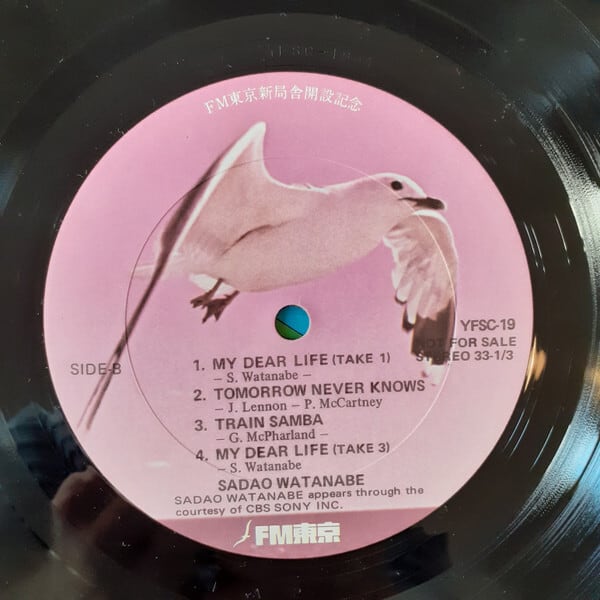 FM東京新局舎開設記念
YFSC-19
NOT FOR SALE
STEREO 33-1/3
SIDE-B
1. MY DEAR LIFE (TAKE 1)
– S. Watanabe –
2. TOMORROW NEVER KNOWS
– J. Lennon – P. McCartney
3. TRAIN SAMBA
– G. McPharland –
4. MY DEAR LIFE (TAKE 3)
– S. Watanabe
SADAO WATANABE
SADAO WATANABE appears through the
courtesy of CBS SONY INC.
FM東京